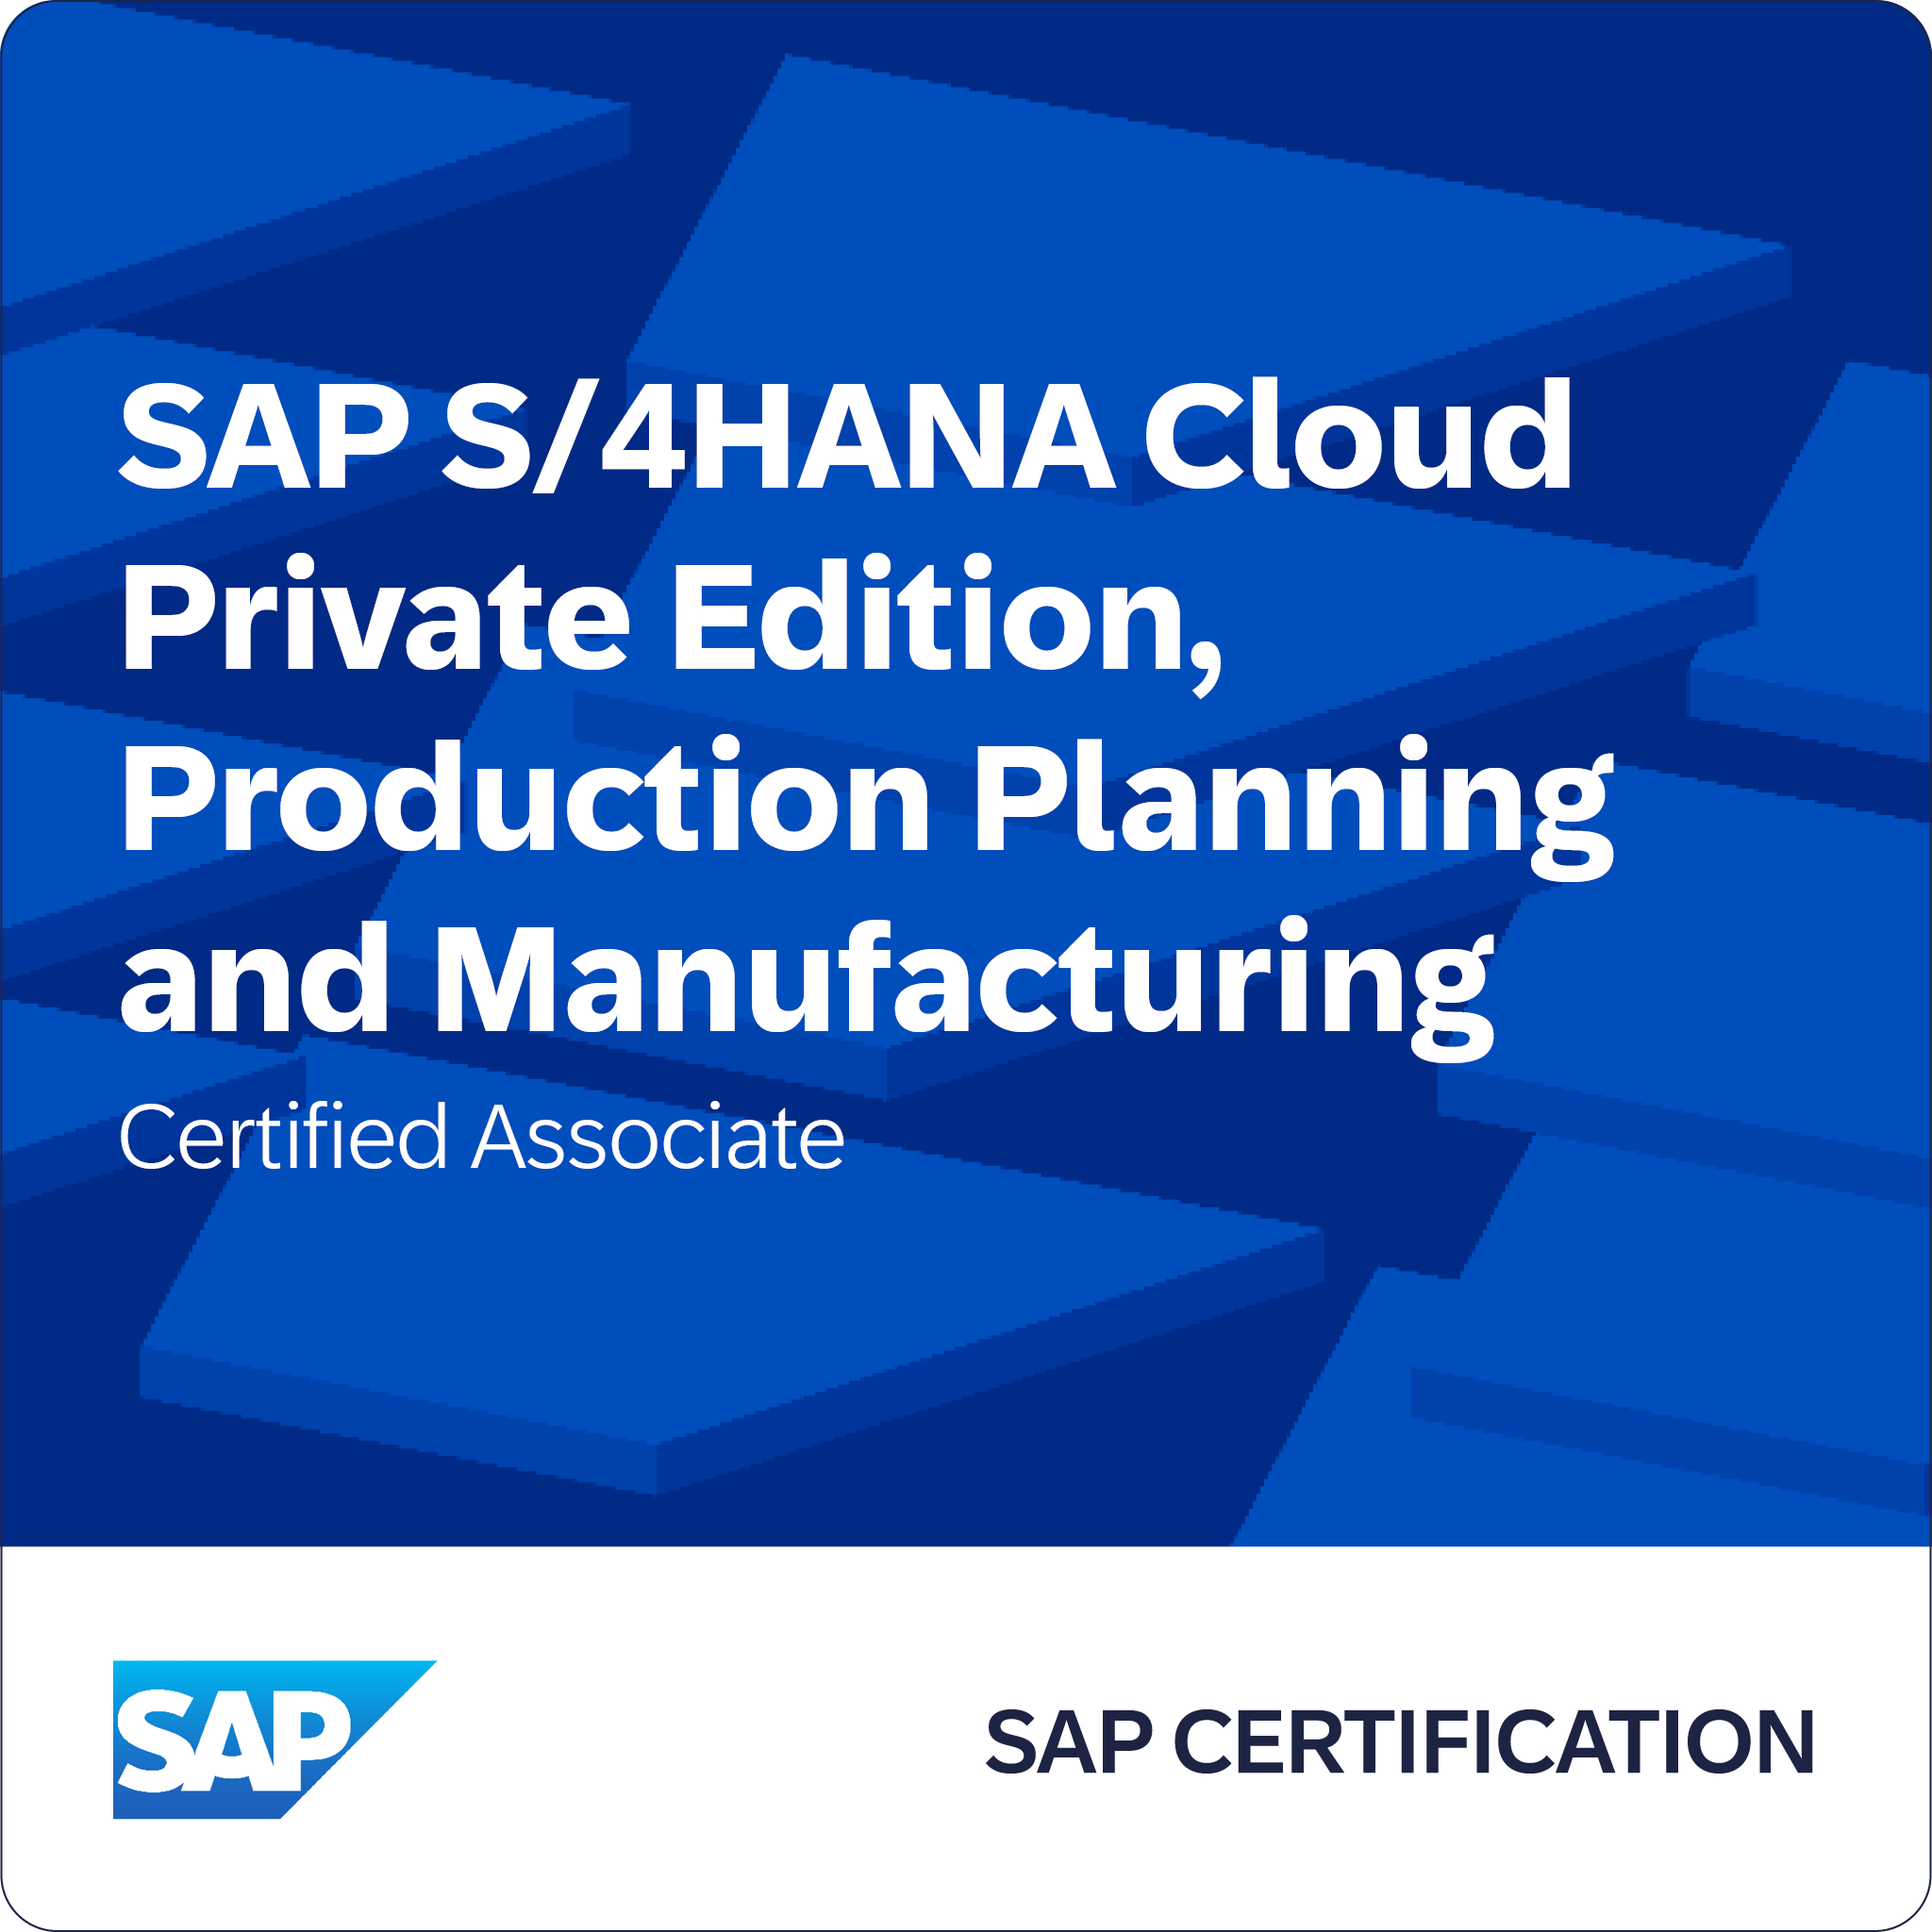 SAP S/4HANA Cloud
Private Edition,
Production Planning
and Manufacturing
Certified Associate
SAP
SAP CERTIFICATION